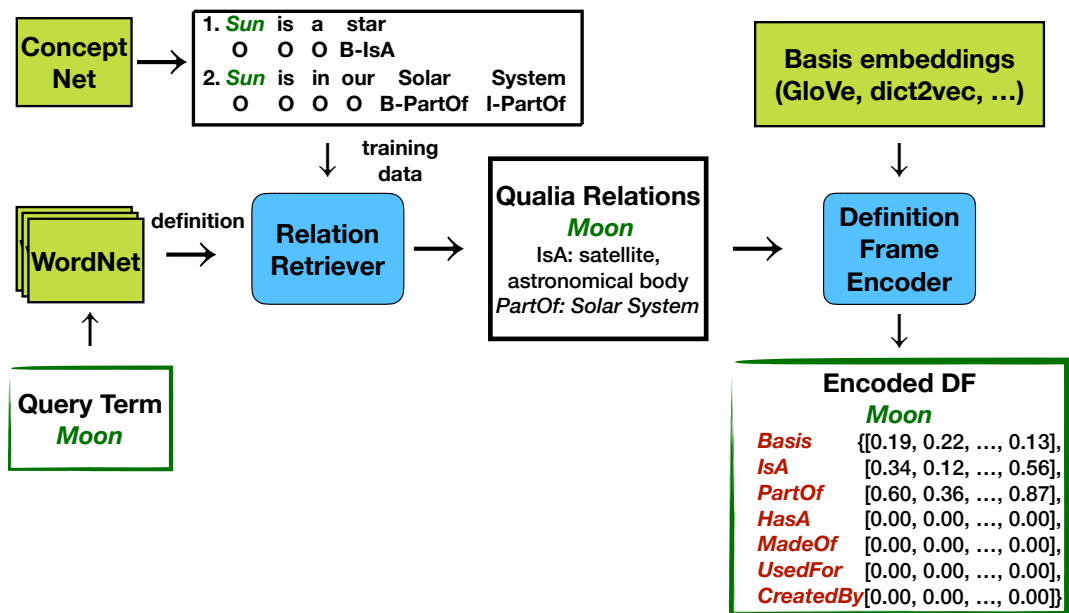 Concept
Net
1. Sun is a star
O O O B-IsA
2. Sun is in our Solar System
O O O O B-PartOf I-PartOf
Basis embeddings
(GloVe, dict2vec, ...)
training
data
WordNet
definition
Relation
Retriever
Qualia Relations
Moon
IsA: satellite,
astronomical body
PartOf: Solar System
Definition
Frame
Encoder
Query Term
Moon
Encoded DF
Moon
Basis {[0.19, 0.22, ..., 0.13],
IsA [0.34, 0.12, ... 0.56],
PartOf [0.60, 0.36, ..., 0.87],
HasA [0.00, 0.00, ..., 0.00],
MadeOf [0.00, 0.00, ..., 0.00],
UsedFor [0.00, 0.00, ..., 0.00],
CreatedBy [0.00, 0.00, ... 0.00]}